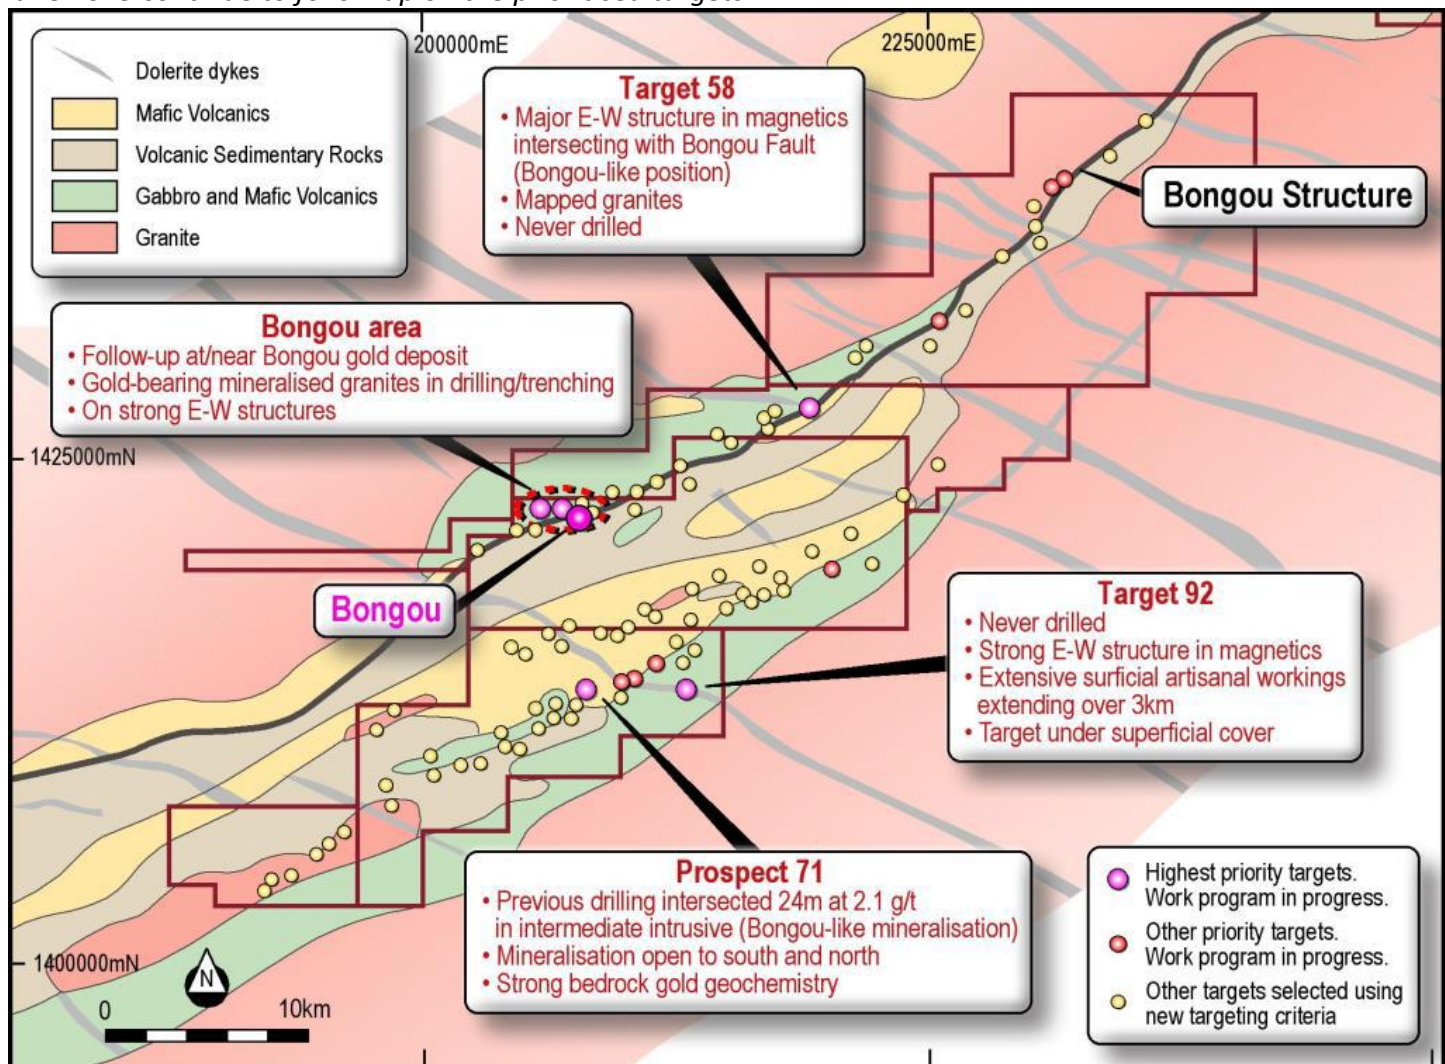 200000mE
225000mE
Dolerite dykes
Mafic Volcanics
Volcanic Sedimentary Rocks
Gabbro and Mafic Volcanics
Granite
Target 58
• Major E-W structure in magnetics
intersecting with Bongou Fault
(Bongou-like position)
• Mapped granites
• Never drilled
Bongou Structure
Bongou area
• Follow-up at/near Bongou gold deposit
• Gold-bearing mineralised granites in drilling/trenching
• On strong E-W structures
1425000mN
Bongou
Target 92
• Never drilled
• Strong E-W structure in magnetics
• Extensive surficial artisanal workings
extending over 3km
• Target under superficial cover
Prospect 71
• Previous drilling intersected 24m at 2.1 g/t
in intermediate intrusive (Bongou-like mineralisation)
• Mineralisation open to south and north
• Strong bedrock gold geochemistry
Highest priority targets.
Work program in progress.
Other priority targets.
Work program in progress.
Other targets selected using
new targeting criteria
1400000mN
N
0
10km